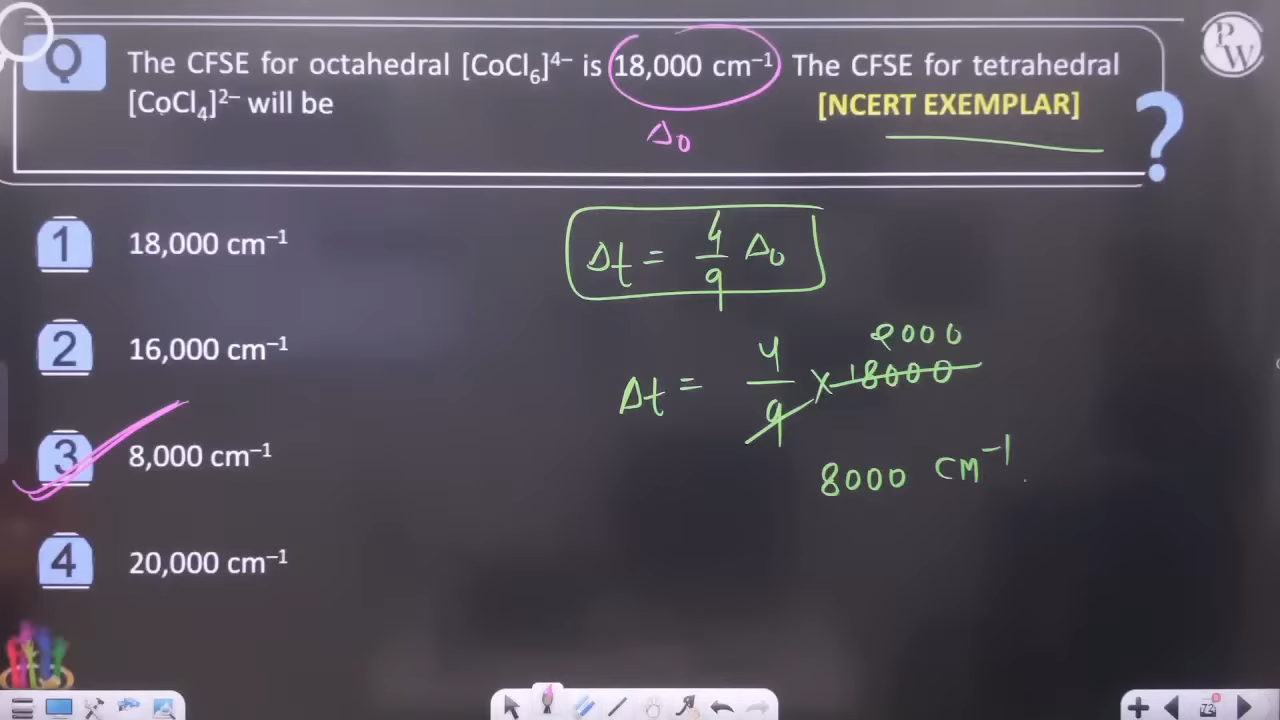 Q
The CFSE for octahedral [CoCl₆]⁴⁻ is 18,000 cm⁻¹ The CFSE for tetrahedral
[CoCl₄]²⁻ will be
[NCERT EXEMPLAR]
?
PW
Δ₀
1 18,000 cm⁻¹
2 16,000 cm⁻¹
3 8,000 cm⁻¹
4 20,000 cm⁻¹
Δt = 4/9 Δ₀
Δt = 4/9 × 18000
2000
8000 CM⁻¹
72